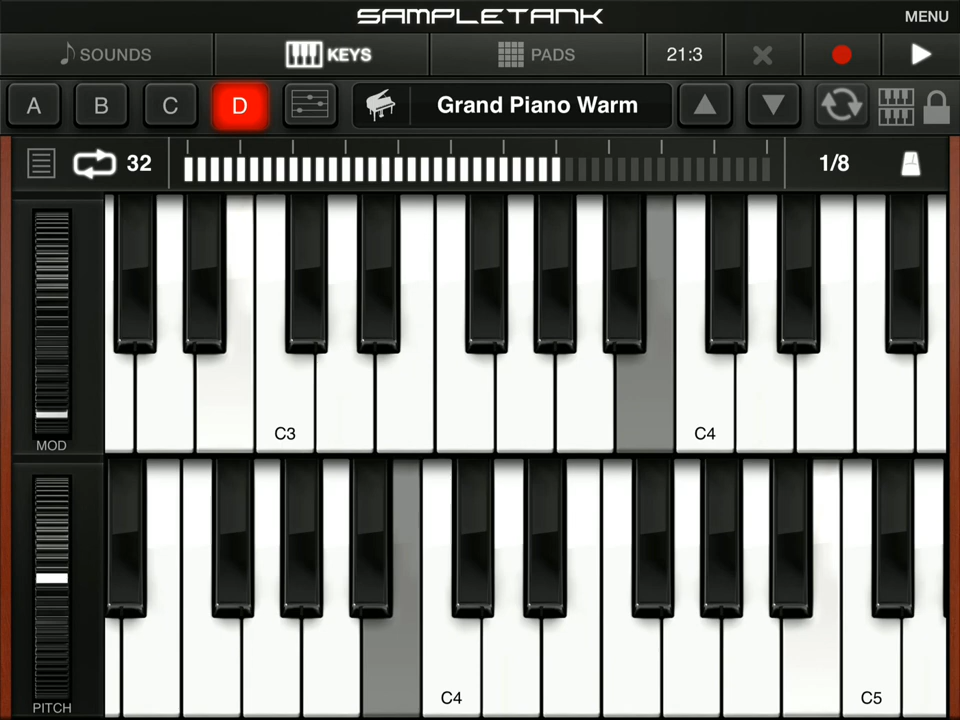 SAMPLETANK
MENU
SOUNDS
KEYS
PADS
21:3
A
B
C
D
Grand Piano Warm
32
1/8
MOD
C3
C4
PITCH
C4
C5